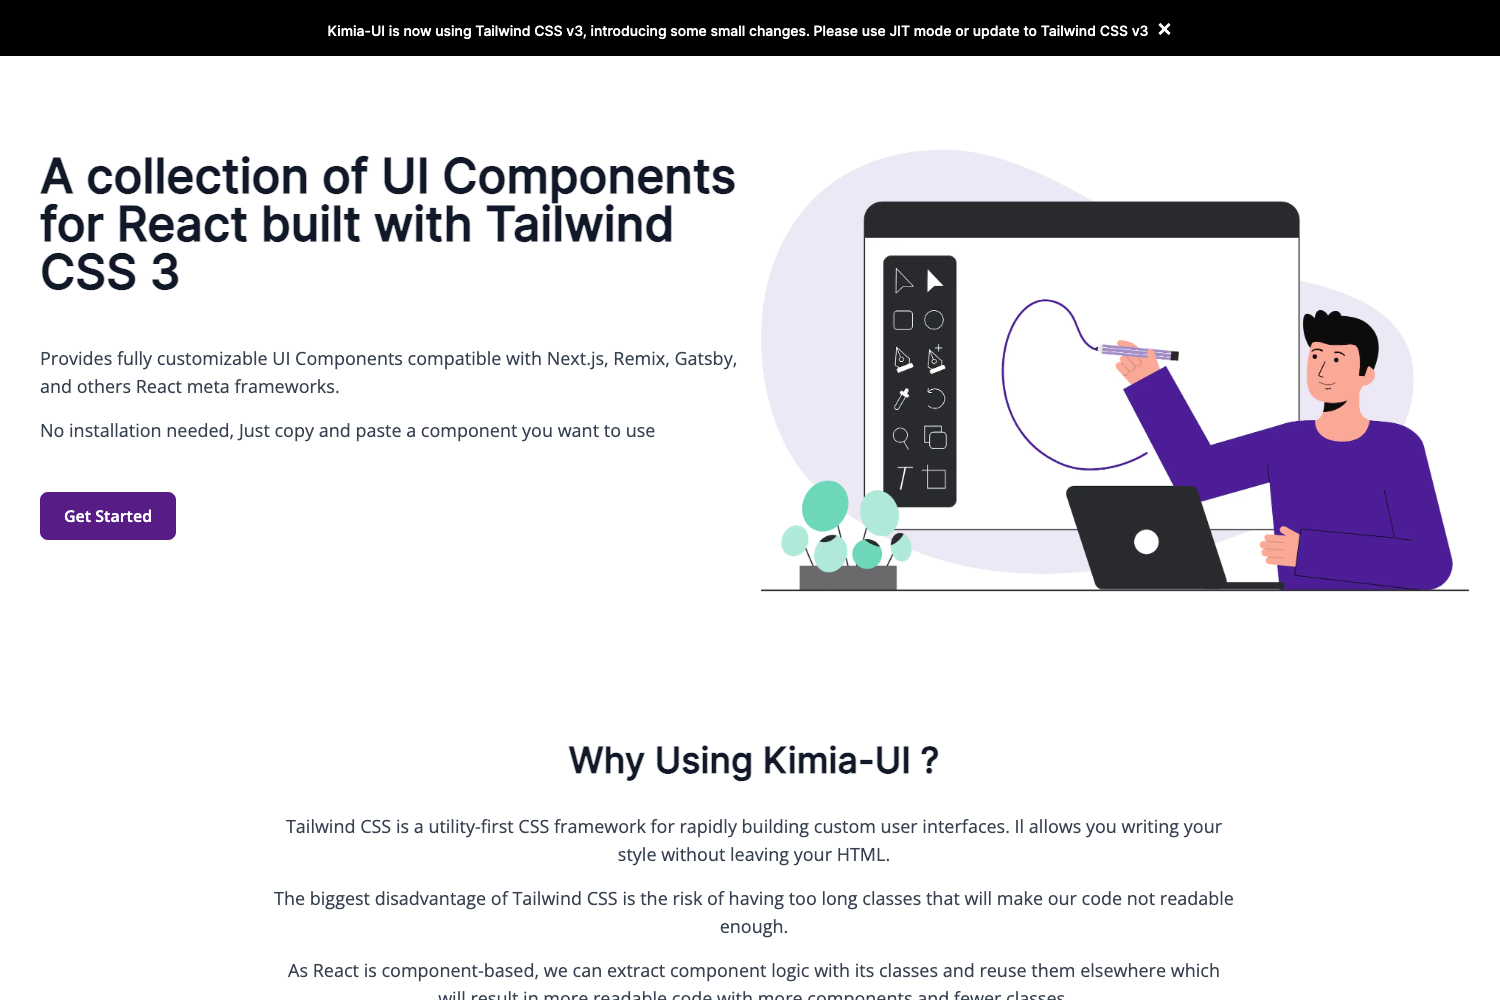 Kimia-UI is now using Tailwind CSS v3, introducing some small changes. Please use JIT mode or update to Tailwind CSS v3 ×
A collection of UI Components
for React built with Tailwind
CSS 3
Provides fully customizable UI Components compatible with Next.js, Remix, Gatsby,
and others React meta frameworks.
No installation needed, Just copy and paste a component you want to use
Get Started
T
Why Using Kimia-UI ?
Tailwind CSS is a utility-first CSS framework for rapidly building custom user interfaces. Il allows you writing your
style without leaving your HTML.
The biggest disadvantage of Tailwind CSS is the risk of having too long classes that will make our code not readable
enough.
As React is component-based, we can extract component logic with its classes and reuse them elsewhere which
will result in more readable code with more components and fewer classes.